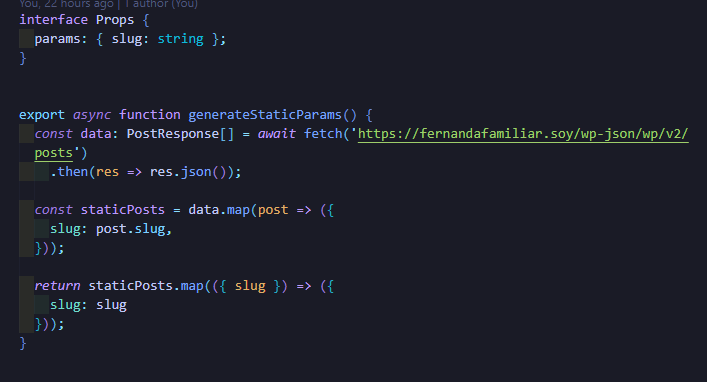 You, 22 hours ago | 1 author (You)
interface Props {
  params: { slug: string };
}

export async function generateStaticParams() {
  const data: PostResponse[] = await fetch('https://fernandafamiliar.soy/wp-json/wp/v2/
  posts')
    .then(res => res.json());

  const staticPosts = data.map(post => ({
    slug: post.slug,
  }));

  return staticPosts.map(({ slug }) => ({
    slug: slug
  }));
}